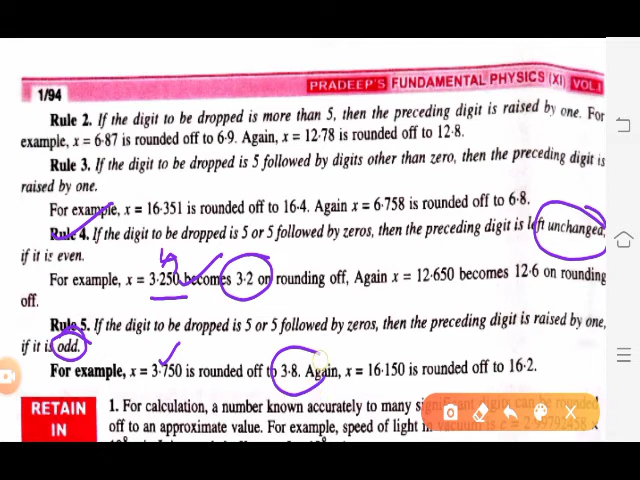 1/94
PRADEEP'S FUNDAMENTAL PHYSICS (XI) VOL I
Rule 2. If the digit to be dropped is more than 5, then the preceding digit is raised by one. For
example, x = 6·87 is rounded off to 6·9. Again, x = 12·78 is rounded off to 12·8.
Rule 3. If the digit to be dropped is 5 followed by digits other than zero, then the preceding digit is
raised by one.
For example, x = 16·351 is rounded off to 16·4. Again x = 6·758 is rounded off to 6·8.
Rule 4. If the digit to be dropped is 5 or 5 followed by zeros, then the preceding digit is left unchanged,
if it is even.
For example, x = 3·250 becomes 3·2 on rounding off, Again x = 12·650 becomes 12·6 on rounding
off.
Rule 5. If the digit to be dropped is 5 or 5 followed by zeros, then the preceding digit is raised by one,
if it is odd.
For example, x = 3·750 is rounded off to 3·8. Again, x = 16·150 is rounded off to 16·2.
RETAIN
IN
1. For calculation, a number known accurately to many significant digits can be rounded
off to an approximate value. For example, speed of light in vacuum is c = 2·99792458 ×